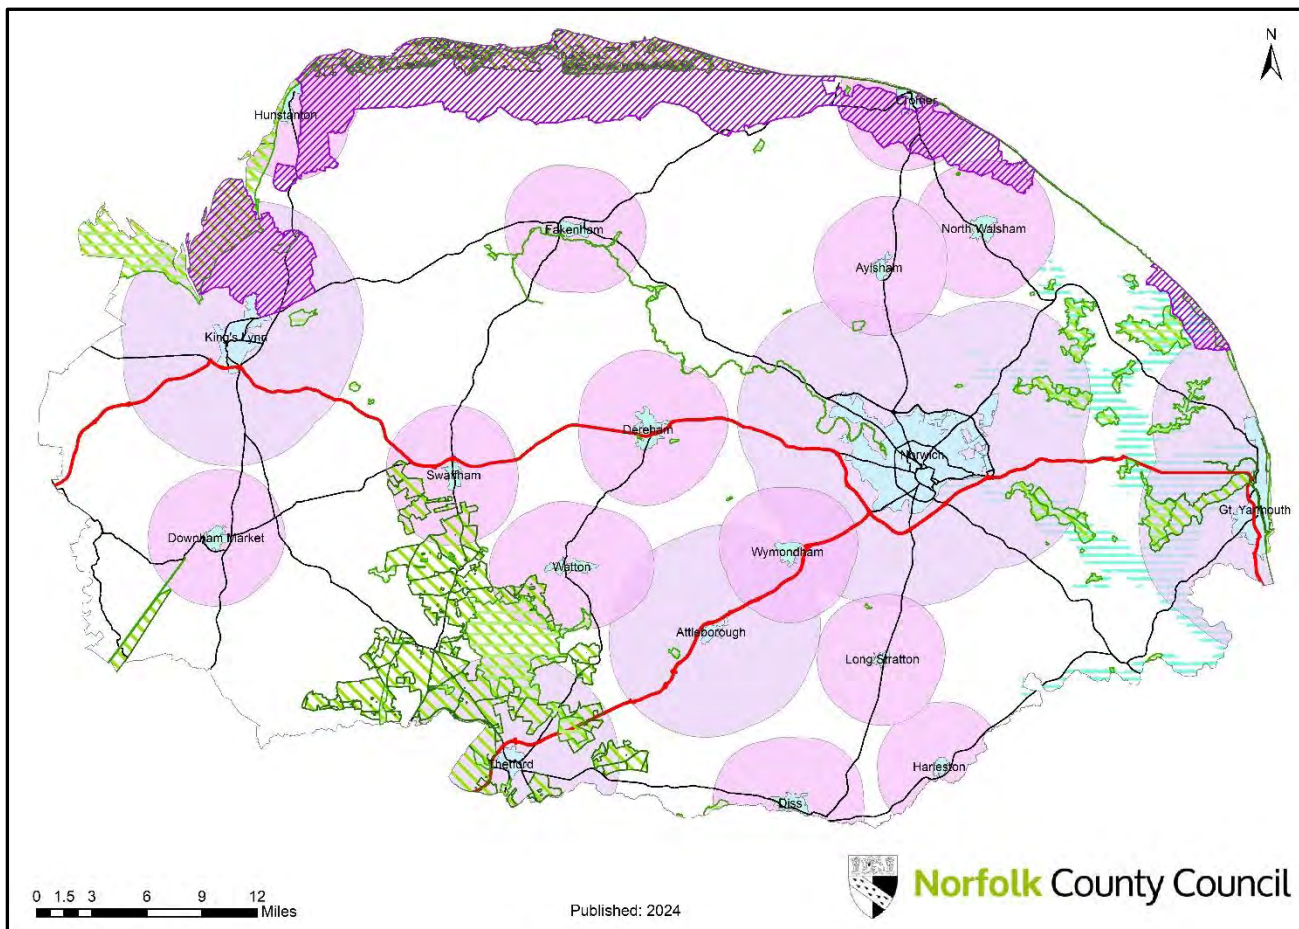 N
Cromer
Hunstanton
Fakenham
North Walsham
Aylsham
King's Lynn
Dereham
Norwich
Swaffham
Gt. Yarmouth
Downham Market
Wymondham
Watton
Attleborough
Long Stratton
Thetford
Harleston
Diss
0 1.5 3 6 9 12
Miles
Published: 2024
Norfolk County Council